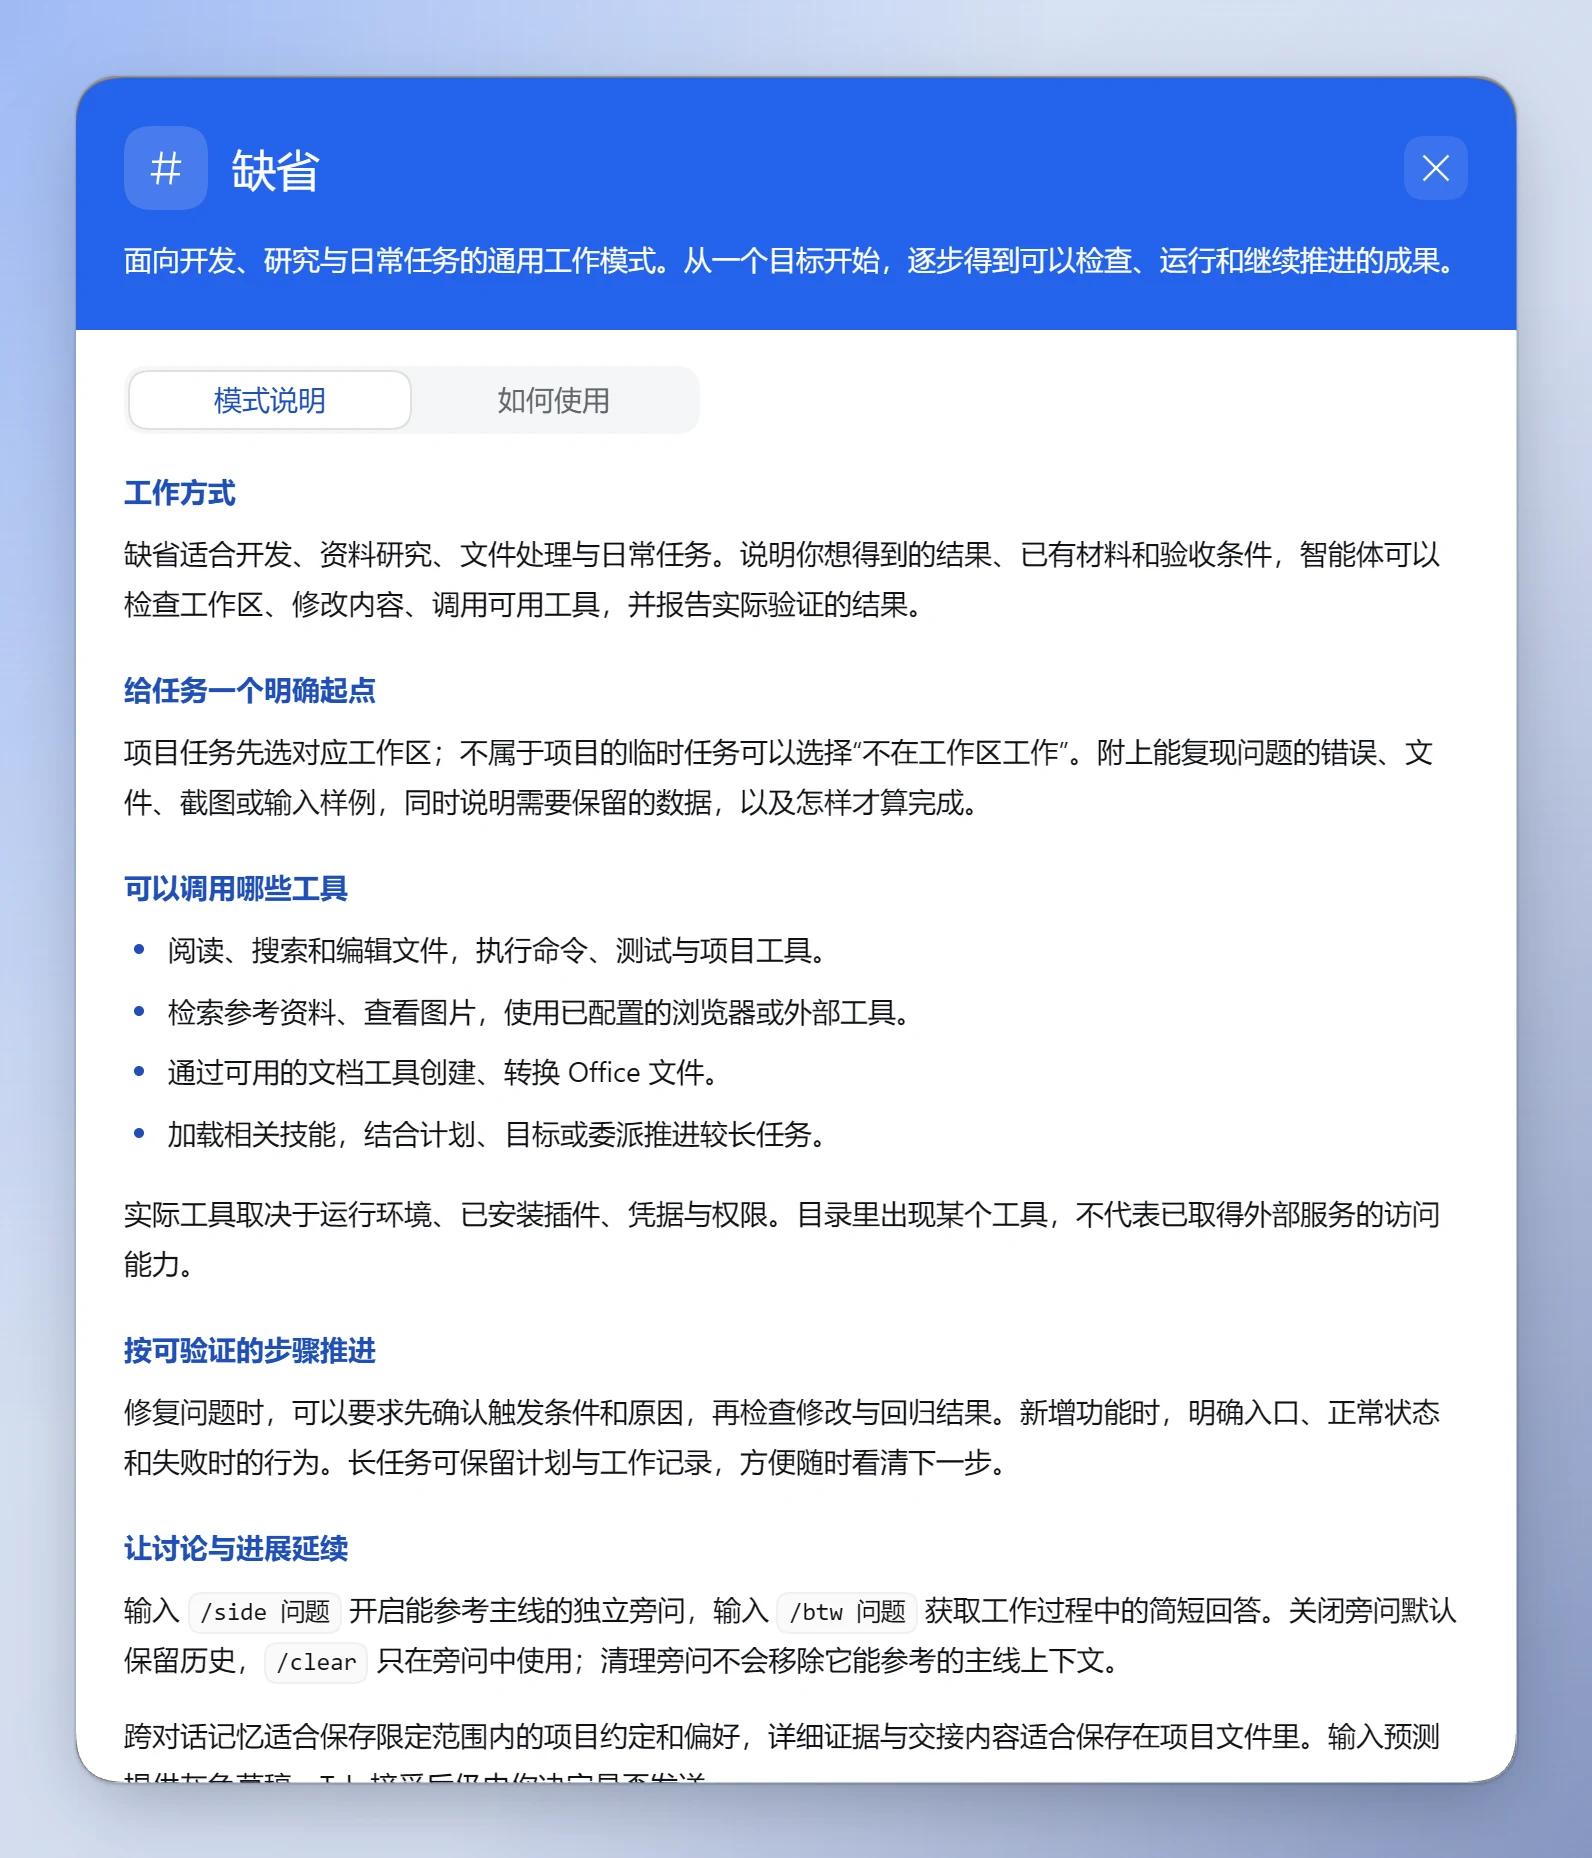 # 缺省
面向开发、研究与日常任务的通用工作模式。从一个目标开始，逐步得到可以检查、运行和继续推进的成果。
模式说明 如何使用
工作方式
缺省适合开发、资料研究、文件处理与日常任务。说明你想得到的结果、已有材料和验收条件，智能体可以
检查工作区、修改内容、调用可用工具，并报告实际验证的结果。
给任务一个明确起点
项目任务先选对应工作区；不属于项目的临时任务可以选择“不在工作区工作”。附上能复现问题的错误、文
件、截图或输入样例，同时说明需要保留的数据，以及怎样才算完成。
可以调用哪些工具
• 阅读、搜索和编辑文件，执行命令、测试与项目工具。
• 检索参考资料、查看图片，使用已配置的浏览器或外部工具。
• 通过可用的文档工具创建、转换 Office 文件。
• 加载相关技能，结合计划、目标或委派推进较长任务。
实际工具取决于运行环境、已安装插件、凭据与权限。目录里出现某个工具，不代表已取得外部服务的访问
能力。
按可验证的步骤推进
修复问题时，可以要求先确认触发条件和原因，再检查修改与回归结果。新增功能时，明确入口、正常状态
和失败时的行为。长任务可保留计划与工作记录，方便随时看清下一步。
让讨论与进展延续
输入 /side 问题 开启能参考主线的独立旁问，输入 /btw 问题 获取工作过程中的简短回答。关闭旁问默认
保留历史， /clear 只在旁问中使用；清理旁问不会移除它能参考的主线上下文。
跨对话记忆适合保存限定范围内的项目约定和偏好，详细证据与交接内容适合保存在项目文件里。输入预测